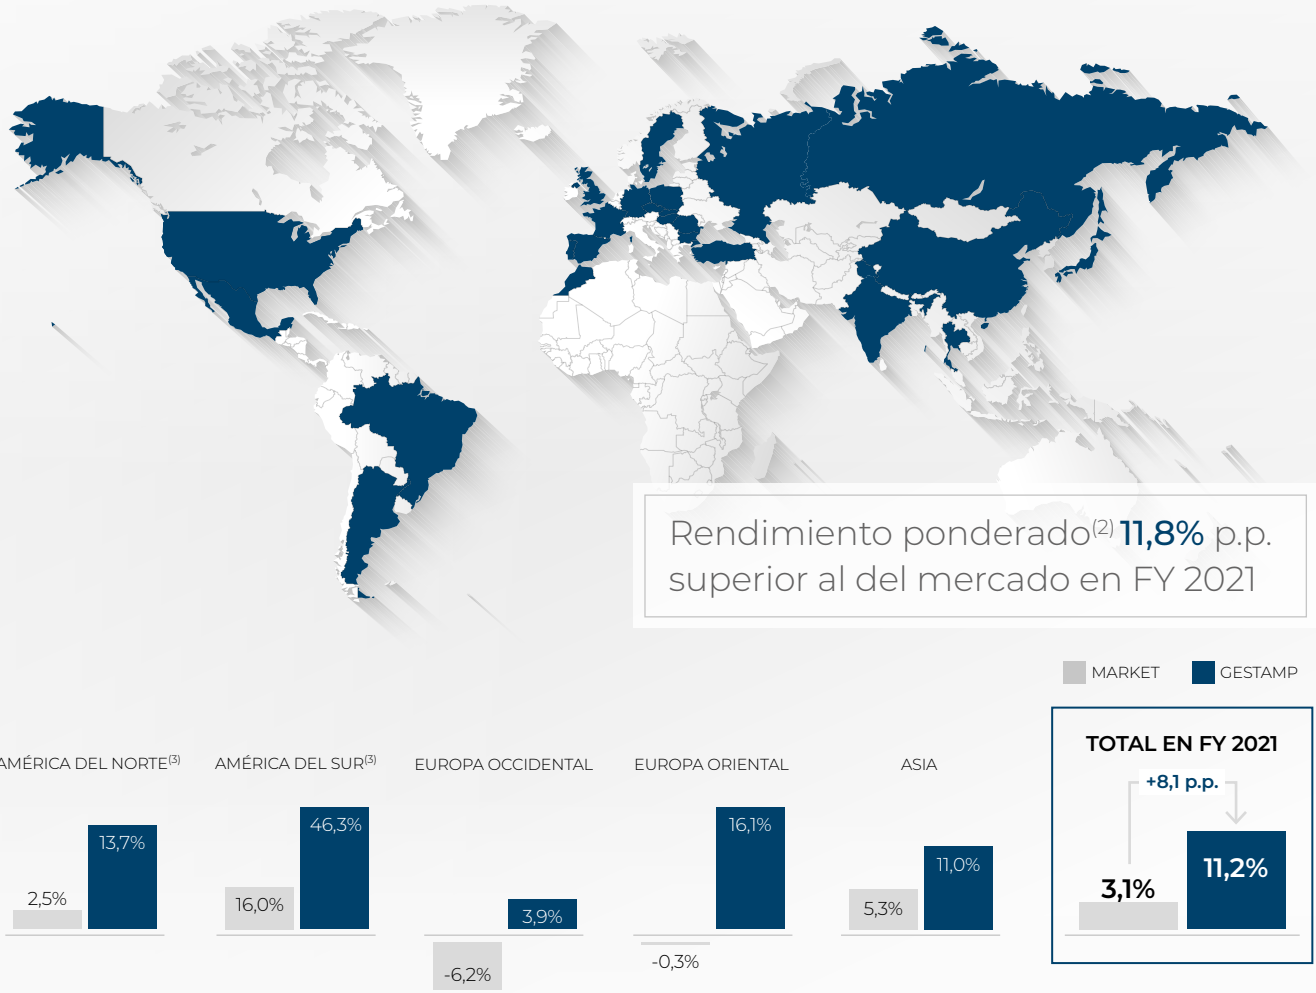 Rendimiento ponderado(2) 11,8% p.p.
superior al del mercado en FY 2021
MARKET
GESTAMP
AMÉRICA DEL NORTE(3)
2,5%
13,7%
AMÉRICA DEL SUR(3)
16,0%
46,3%
EUROPA OCCIDENTAL
-6,2%
3,9%
EUROPA ORIENTAL
-0,3%
16,1%
ASIA
5,3%
11,0%
TOTAL EN FY 2021
+8,1 p.p.
3,1%
11,2%